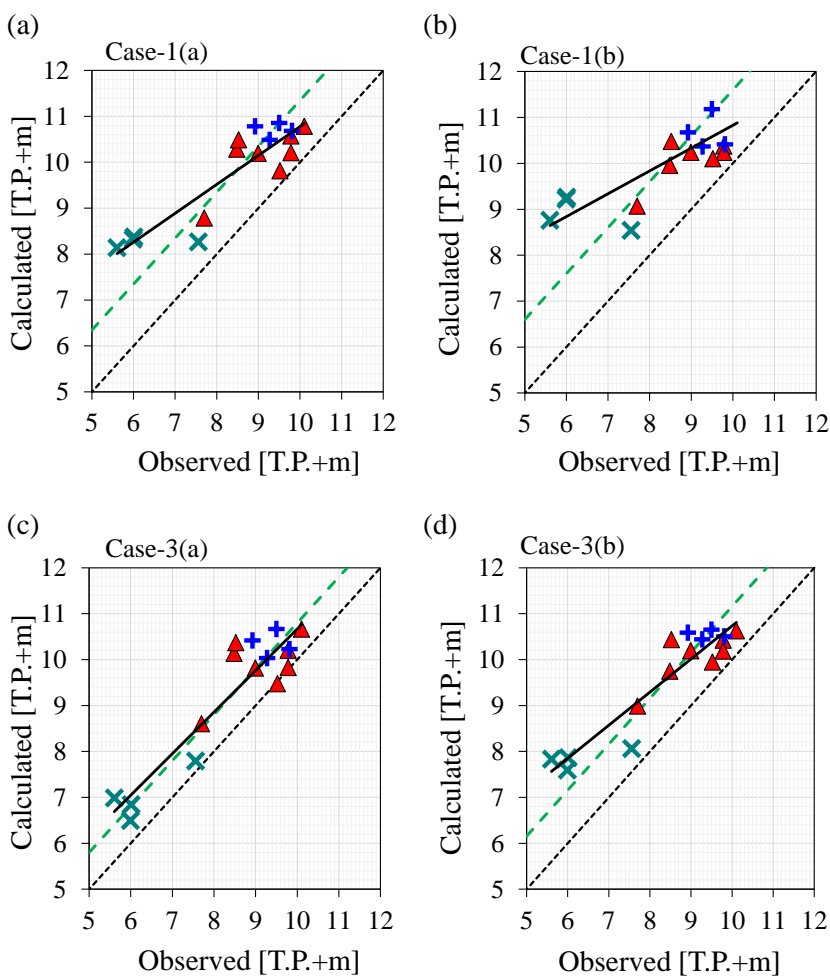 (a)
Case-1(a)
12
11
10
9
8
7
6
5
5 6 7 8 9 10 11 12
Calculated [T.P.+m]
Observed [T.P.+m]
(b)
Case-1(b)
12
11
10
9
8
7
6
5
5 6 7 8 9 10 11 12
Calculated [T.P.+m]
Observed [T.P.+m]
(c)
Case-3(a)
12
11
10
9
8
7
6
5
5 6 7 8 9 10 11 12
Calculated [T.P.+m]
Observed [T.P.+m]
(d)
Case-3(b)
12
11
10
9
8
7
6
5
5 6 7 8 9 10 11 12
Calculated [T.P.+m]
Observed [T.P.+m]